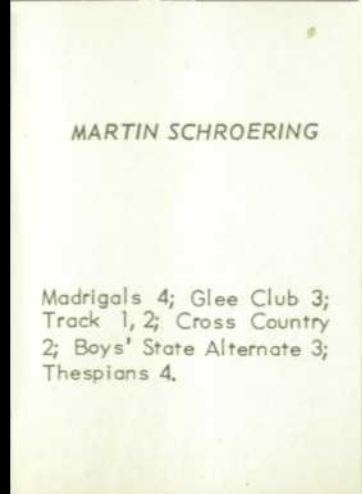 MARTIN SCHROERING
Madrigals 4; Glee Club 3;
Track 1, 2; Cross Country
2; Boys' State Alternate 3;
Thespians 4.